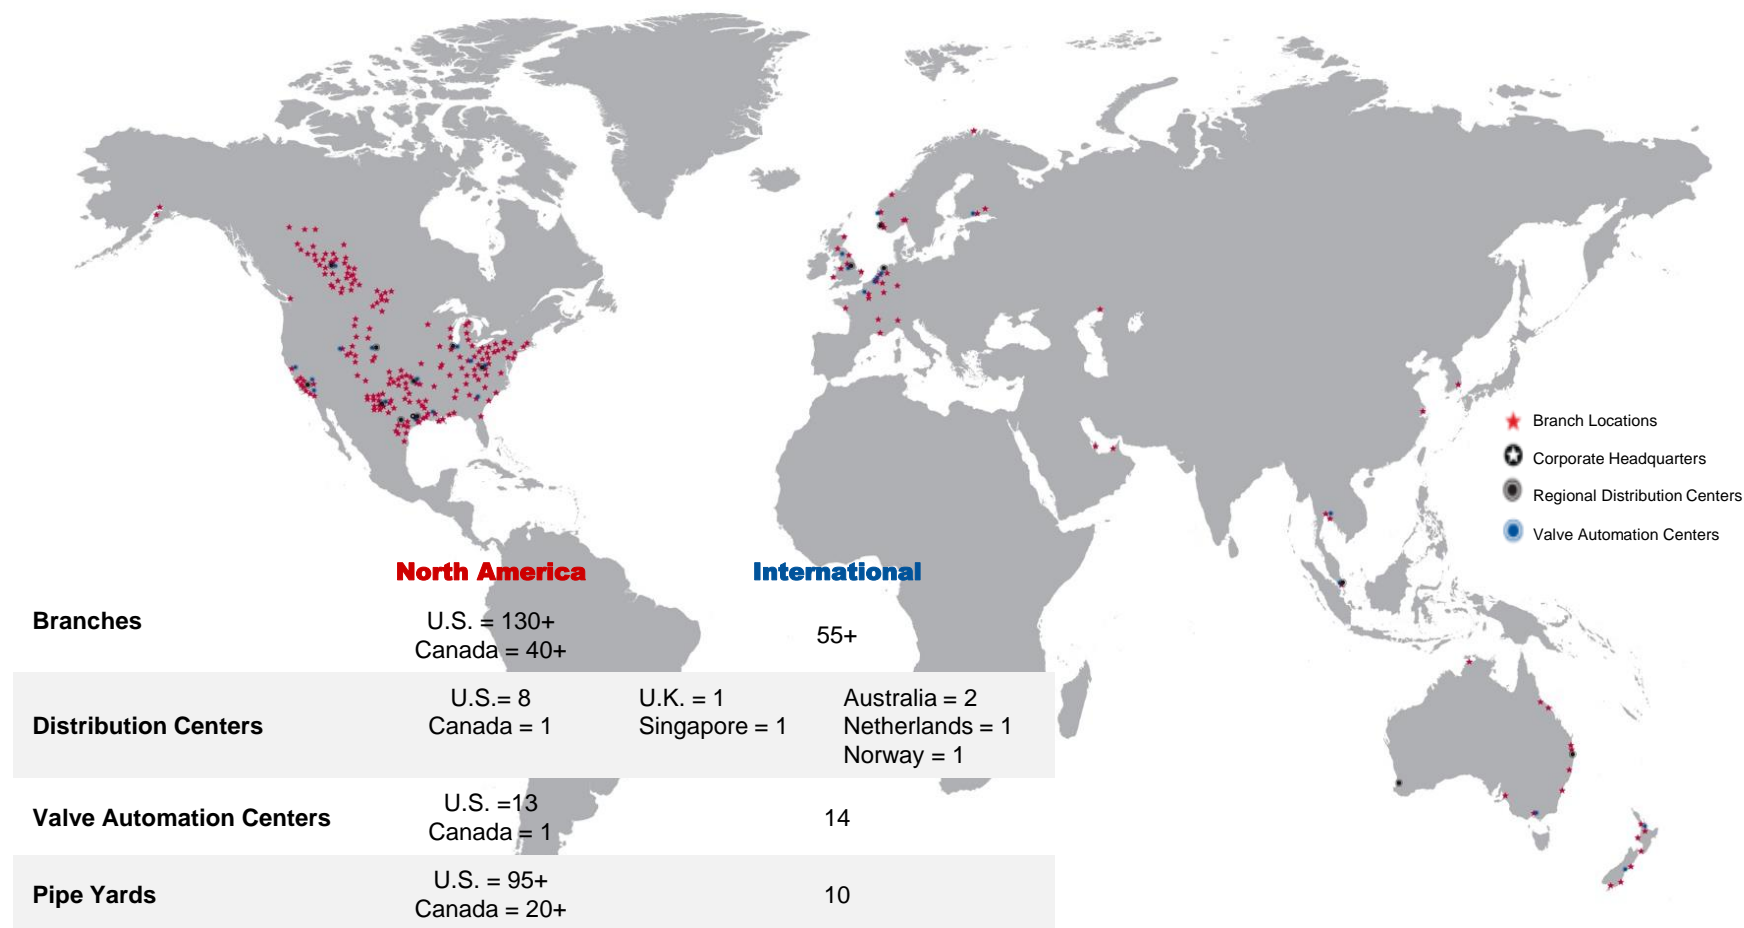 Branch Locations
Corporate Headquarters
Regional Distribution Centers
Valve Automation Centers
North America International
Branches
U.S. = 130+
Canada = 40+
55+
Distribution Centers
U.S.= 8
Canada = 1
U.K. = 1
Singapore = 1
Australia = 2
Netherlands = 1
Norway = 1
Valve Automation Centers
U.S. =13
Canada = 1
14
Pipe Yards
U.S. = 95+
Canada = 20+
10